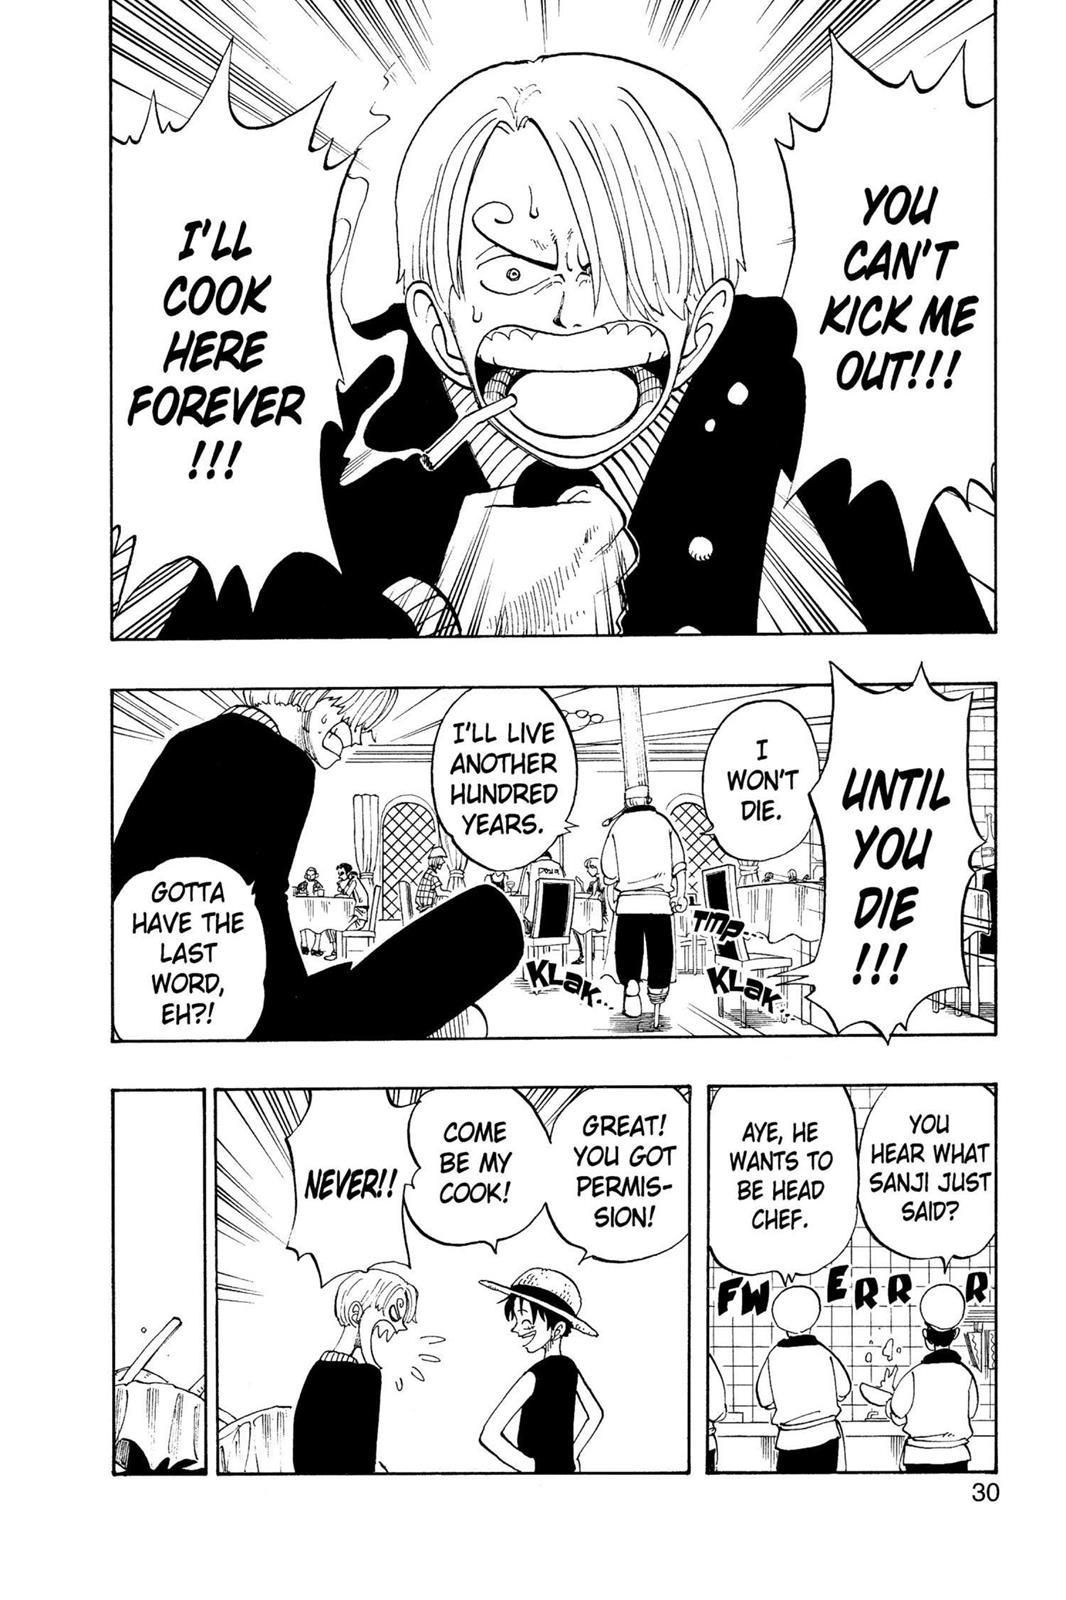 YOU
CAN'T
KICK ME
OUT!!!
I'LL
COOK
HERE
FOREVER
!!!
UNTIL
YOU
DIE
!!!
I
WON'T
DIE.
TMP...
KLAK...
I'LL LIVE
ANOTHER
HUNDRED
YEARS.
KLAK...
GOTTA
HAVE THE
LAST
WORD,
EH?!
YOU
HEAR WHAT
SANJI JUST
SAID?
AYE, HE
WANTS TO
BE HEAD
CHEF.
FWERRRR
GREAT!
YOU GOT
PERMIS-
SION!
COME
BE MY
COOK!
NEVER!!
30